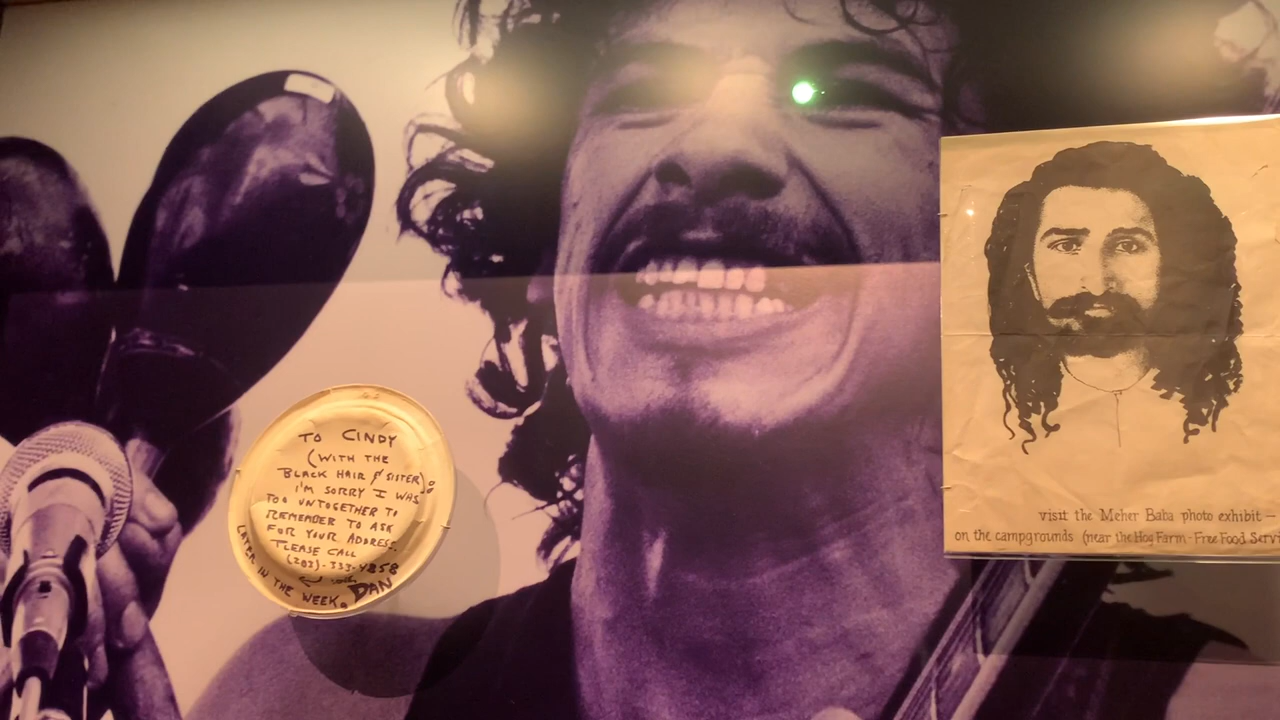 TO CINDY
(WITH THE
BLACK HAIR & SISTER):
I'M SORRY I WAS
TOO UNTOGETHER TO
REMEMBER TO ASK
FOR YOUR ADDRESS.
PLEASE CALL
(202)-333-4858
LATER IN THE WEEK.
DAN
visit the Meher Baba photo exhibit —
on the campgrounds (near the Hog Farm - Free Food Servi